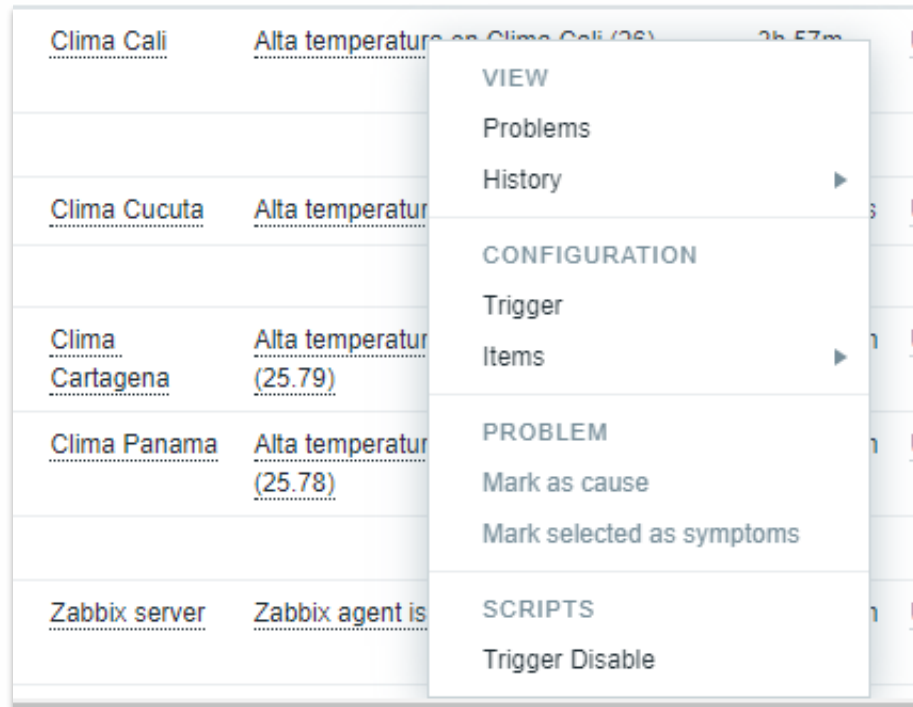 Clima Cali Alta temperatura en Clima Cali (26) 2h 57m
VIEW
Problems
History
Clima Cucuta Alta temperatur
CONFIGURATION
Trigger
Clima Alta temperatur
Items
Cartagena (25.79)
PROBLEM
Clima Panama Alta temperatur
Mark as cause
(25.78)
Mark selected as symptoms
SCRIPTS
Zabbix server Zabbix agent is
Trigger Disable